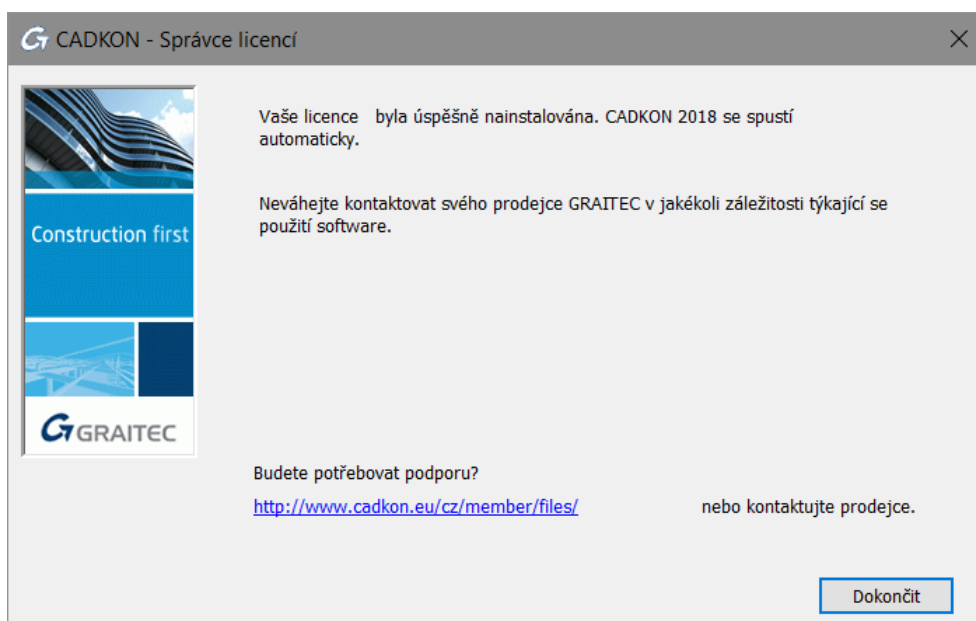 CADKON - Správce licencí
Vaše licence byla úspěšně nainstalována. CADKON 2018 se spustí
automaticky.
Neváhejte kontaktovat svého prodejce GRAITEC v jakékoli záležitosti týkající se
použití software.
Construction first
GRAITEC
Budete potřebovat podporu?
http://www.cadkon.eu/cz/member/files/ nebo kontaktujte prodejce.
Dokončit